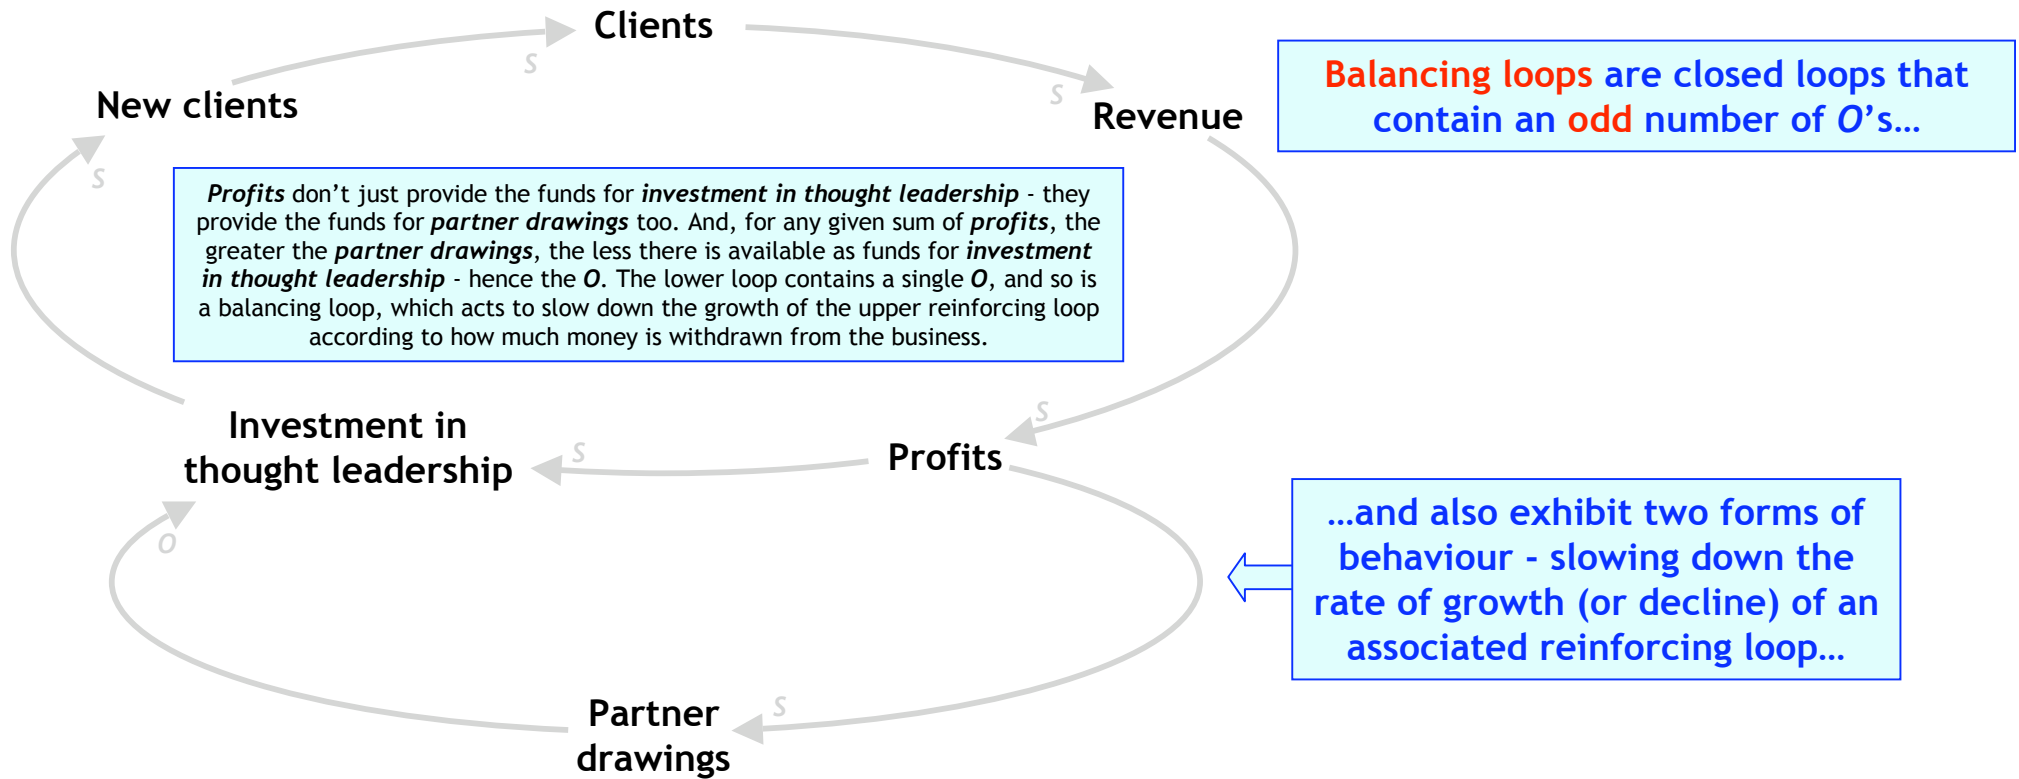 Clients
S
New clients
S
Revenue
S
Balancing loops are closed loops that
contain an odd number of O’s…
Profits don’t just provide the funds for investment in thought leadership - they
provide the funds for partner drawings too. And, for any given sum of profits, the
greater the partner drawings, the less there is available as funds for investment
in thought leadership - hence the O. The lower loop contains a single O, and so is
a balancing loop, which acts to slow down the growth of the upper reinforcing loop
according to how much money is withdrawn from the business.
S
S
Investment in
thought leadership
S
Profits
O
…and also exhibit two forms of
behaviour - slowing down the
rate of growth (or decline) of an
associated reinforcing loop…
Partner
drawings
S